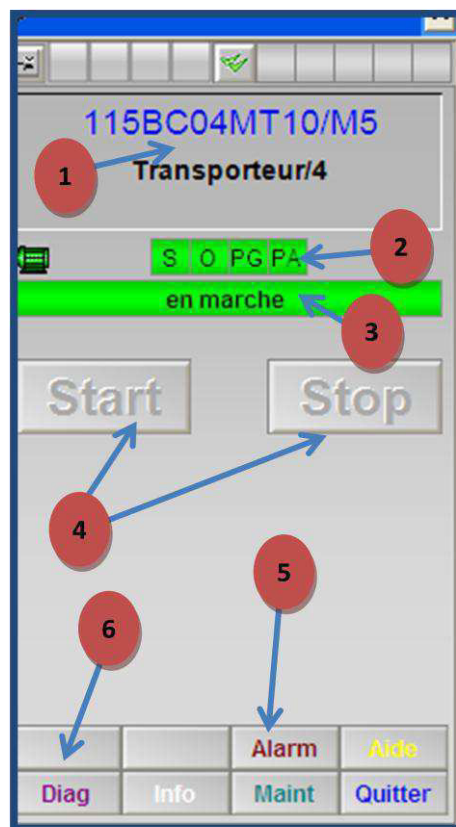 115BC04MT10/M5
1
Transporteur/4
S O PG PA
2
en marche
3
Start Stop
4
5
6
Alarm Aide
Diag Info Maint Quitter